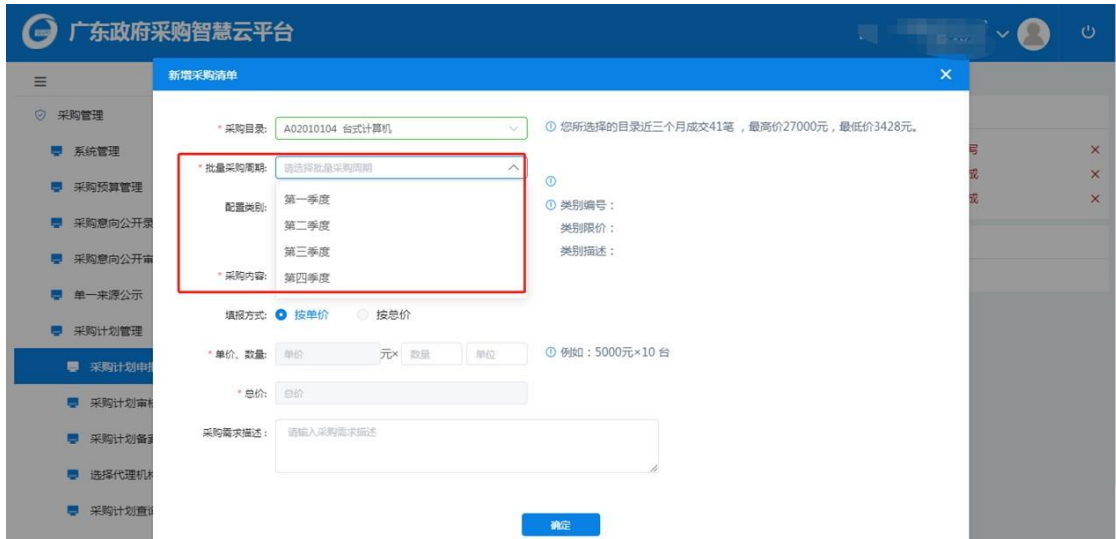 广东政府采购智慧云平台
新增采购清单
采购管理
系统管理
采购预算管理
采购意向公开录
采购意向公开审
单一来源公示
采购计划管理
采购计划申报
采购计划审核
采购计划备案
选择代理机构
采购计划查询
* 采购目录: A02010104 台式计算机
您所选择的目录近三个月成交41笔 ，最高价27000元，最低价3428元。
* 批量采购周期: 请选择批量采购周期
第一季度
第二季度
第三季度
第四季度
配置类别:
类别编号：
类别限价：
类别描述：
* 采购内容:
填报方式: 按单价 按总价
* 单价、数量: 单价 元× 数量 单位
例如：5000元×10 台
* 总价: 总价
采购需求描述： 请输入采购需求描述
写
成
成
确定